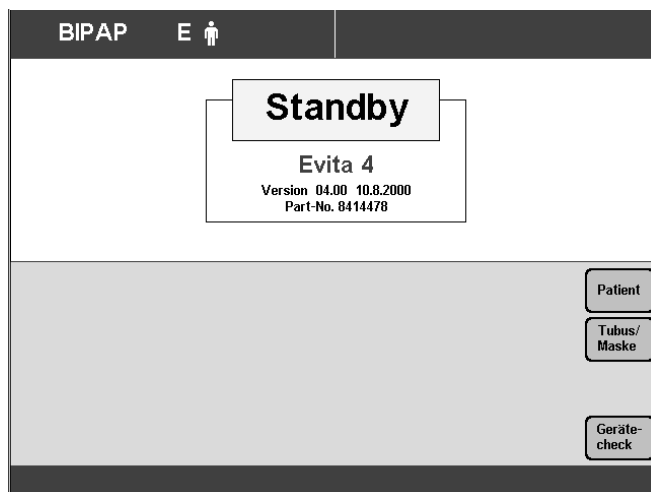 BIPAP E
Standby
Evita 4
Version 04.00 10.8.2000
Part-No. 8414478
Patient
Tubus/
Maske
Geräte-
check